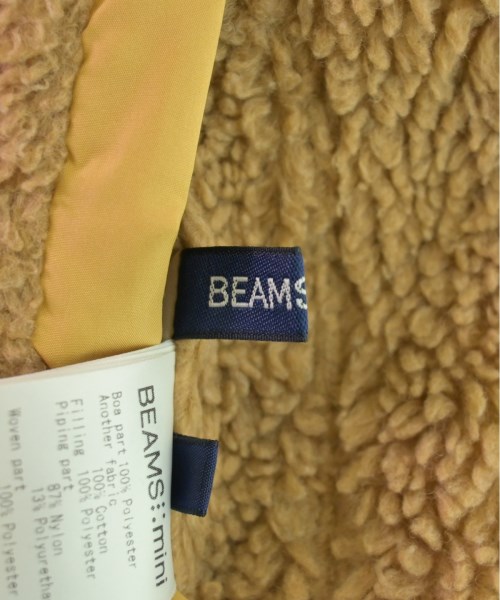 BEAMS
BEAMS∵mini
Boa part 100% Polyester
Another fabric
100% Cotton
Filling 100% Polyester
Piping part
87% Nylon
13% Polyuretha
Woven part
100% Polyester